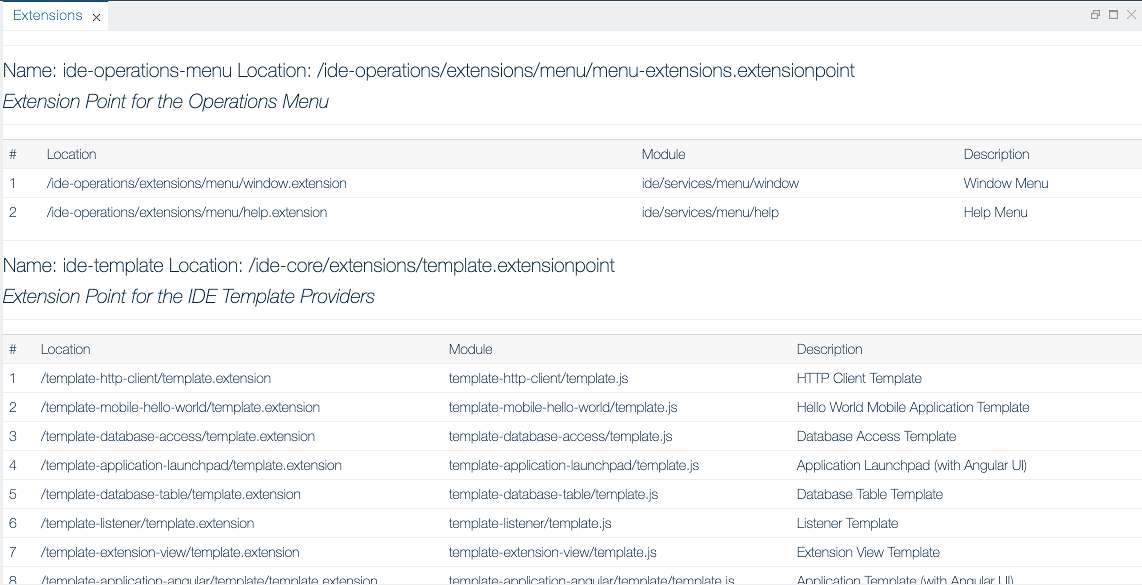 Extensions
Name: ide-operations-menu Location: /ide-operations/extensions/menu/menu-extensions.extensionpoint
Extension Point for the Operations Menu
# Location Module Description
1 /ide-operations/extensions/menu/window.extension ide/services/menu/window Window Menu
2 /ide-operations/extensions/menu/help.extension ide/services/menu/help Help Menu
Name: ide-template Location: /ide-core/extensions/template.extensionpoint
Extension Point for the IDE Template Providers
# Location Module Description
1 /template-http-client/template.extension template-http-client/template.js HTTP Client Template
2 /template-mobile-hello-world/template.extension template-mobile-hello-world/template.js Hello World Mobile Application Template
3 /template-database-access/template.extension template-database-access/template.js Database Access Template
4 /template-application-launchpad/template.extension template-application-launchpad/template.js Application Launchpad (with Angular UI)
5 /template-database-table/template.extension template-database-table/template.js Database Table Template
6 /template-listener/template.extension template-listener/template.js Listener Template
7 /template-extension-view/template.extension template-extension-view/template.js Extension View Template
8 /template-application-angular/template/template.extension template-application-angular/template/template.js Application Template (with Angular UI)